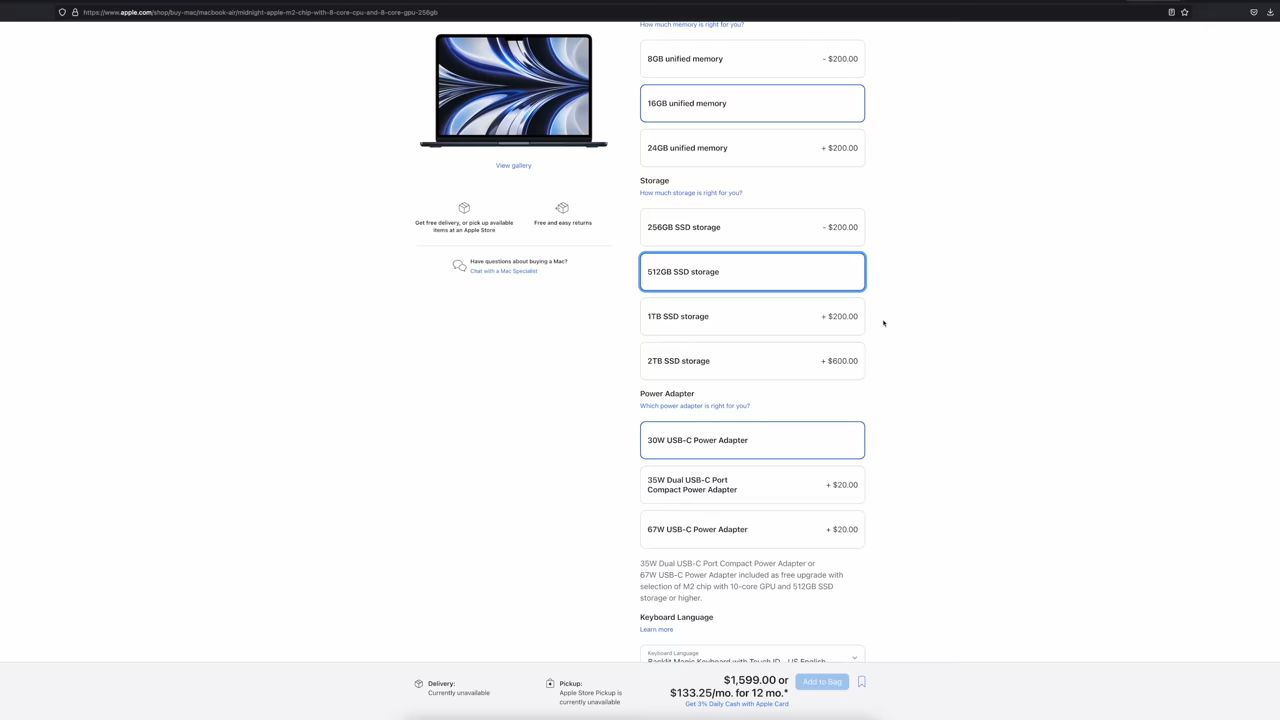 https://www.apple.com/shop/buy-mac/macbook-air/midnight-apple-m2-chip-with-8-core-cpu-and-8-core-gpu-256gb
How much memory is right for you?
8GB unified memory - $200.00
16GB unified memory
24GB unified memory + $200.00
View gallery
Storage
How much storage is right for you?
Get free delivery, or pick up available
items at an Apple Store
Free and easy returns
256GB SSD storage - $200.00
Have questions about buying a Mac?
Chat with a Mac Specialist
512GB SSD storage
1TB SSD storage + $200.00
2TB SSD storage + $600.00
Power Adapter
Which power adapter is right for you?
30W USB-C Power Adapter
35W Dual USB-C Port
Compact Power Adapter + $20.00
67W USB-C Power Adapter + $20.00
35W Dual USB-C Port Compact Power Adapter or
67W USB-C Power Adapter included as free upgrade with
selection of M2 chip with 10-core GPU and 512GB SSD
storage or higher.
Keyboard Language
Learn more
Keyboard Language
Backlit Magic Keyboard with Touch ID - US English
Delivery:
Currently unavailable
Pickup:
Apple Store Pickup is
currently unavailable
$1,599.00 or
$133.25/mo. for 12 mo.*
Get 3% Daily Cash with Apple Card
Add to Bag